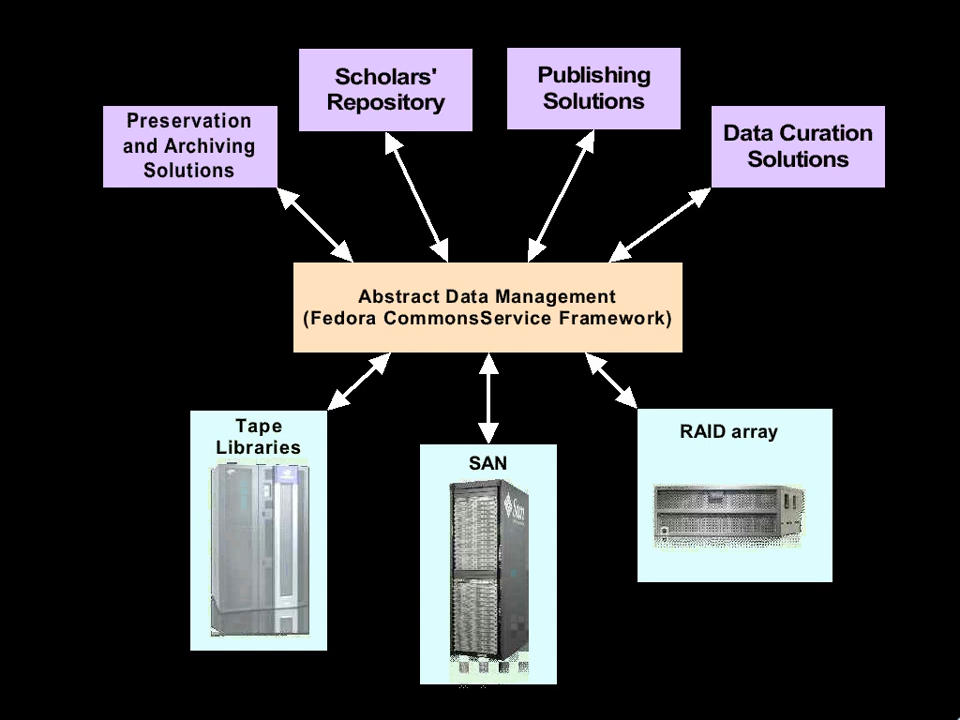 Scholars'
Repository
Publishing
Solutions
Preservation
and Archiving
Solutions
Data Curation
Solutions
Abstract Data Management
(Fedora CommonsService Framework)
Tape
Libraries
SAN
RAID array
Sun